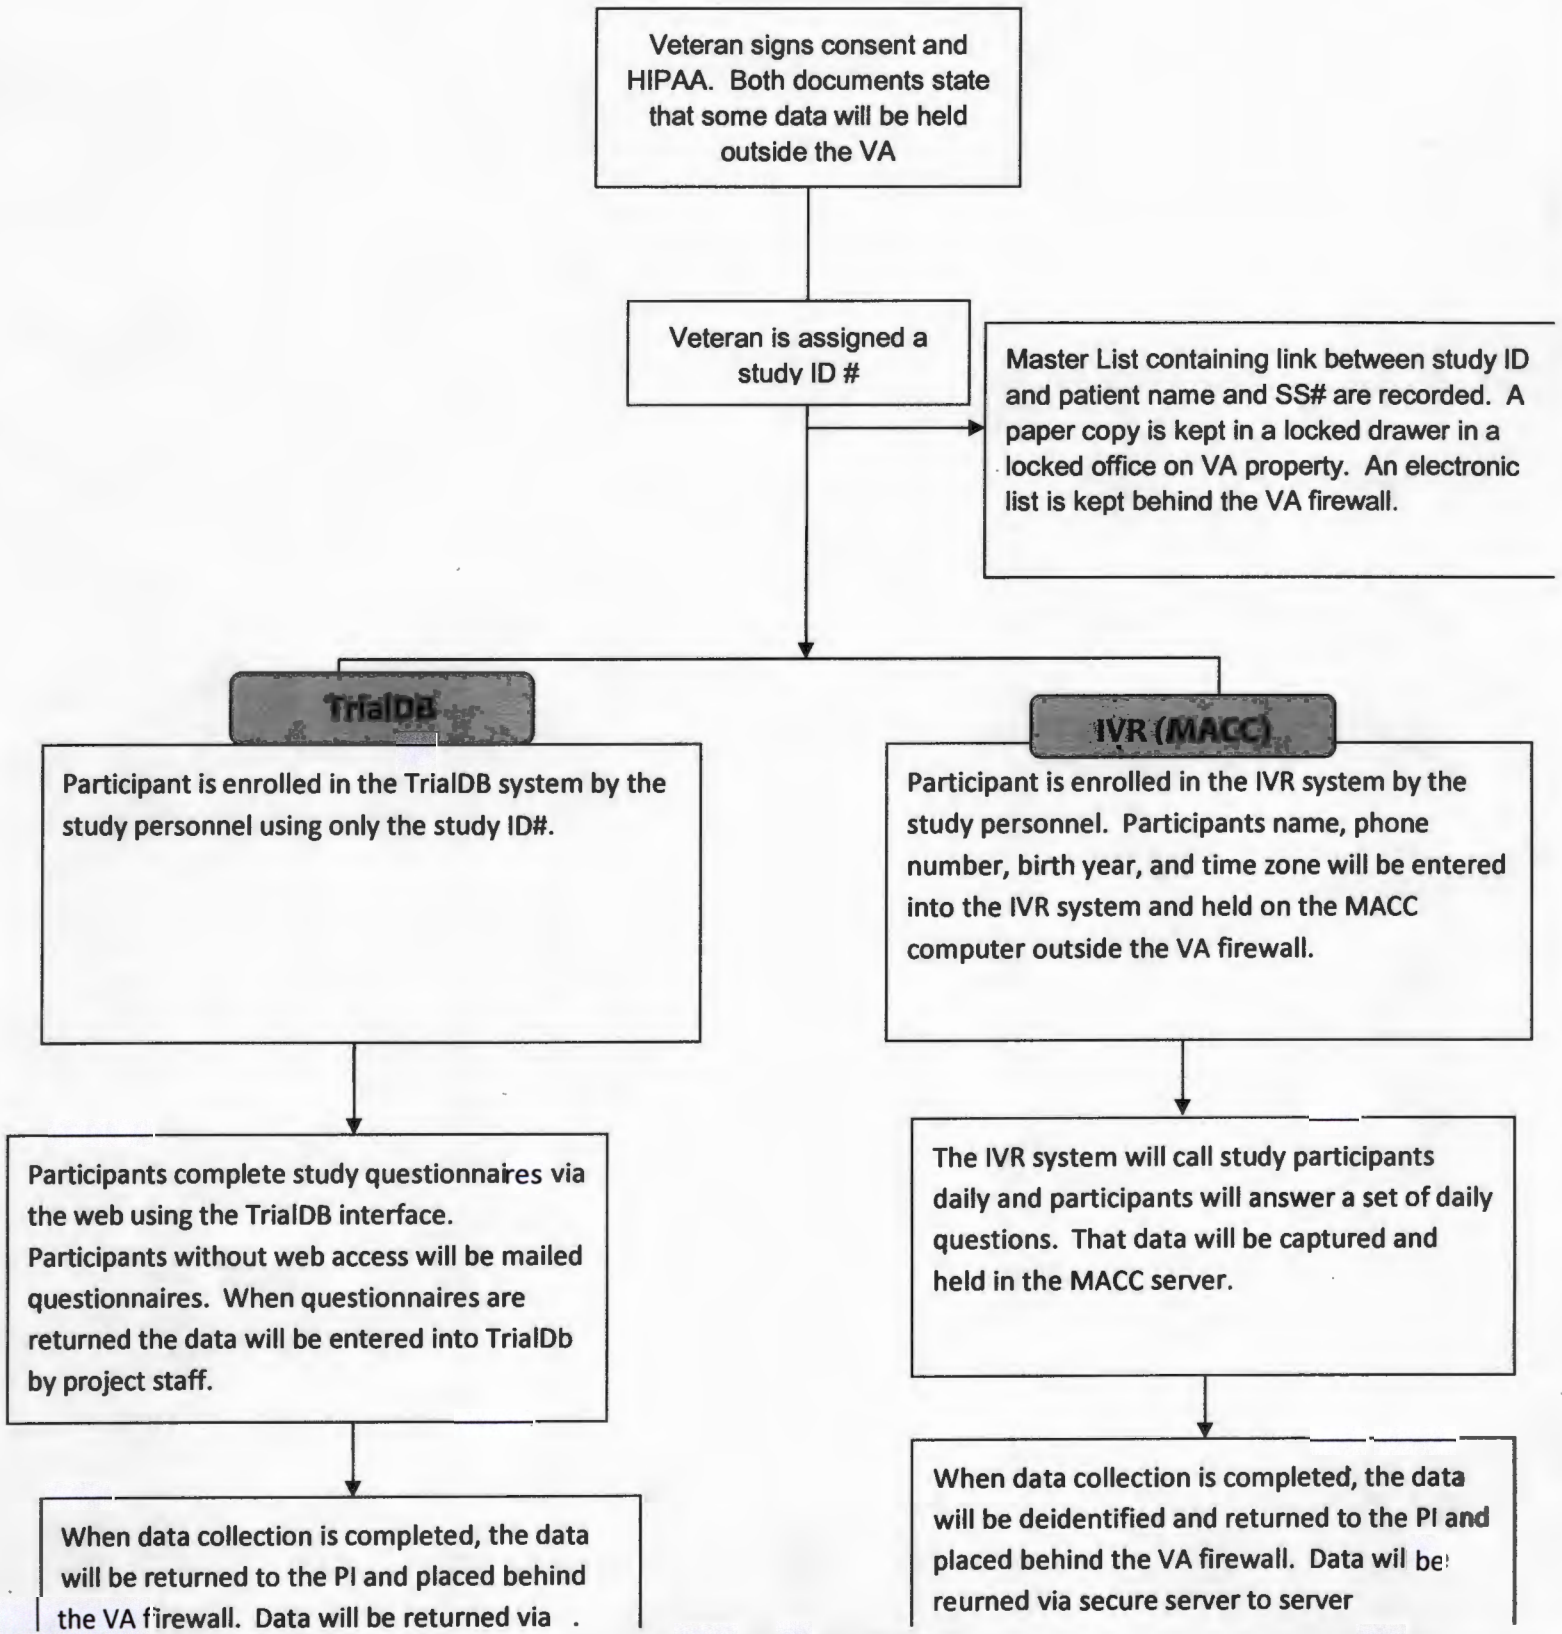 Veteran signs consent and
HIPAA.  Both documents state
that some data will be held
outside the VA
Veteran is assigned a
study ID #
Master List containing link between study ID
and patient name and SS# are recorded.  A
paper copy is kept in a locked drawer in a
locked office on VA property.  An electronic
list is kept behind the VA firewall.
TrialDB
Participant is enrolled in the TrialDB system by the
study personnel using only the study ID#.
Participants complete study questionnaires via
the web using the TrialDB interface.
Participants without web access will be mailed
questionnaires.  When questionnaires are
returned the data will be entered into TrialDb
by project staff.
When data collection is completed, the data
will be returned to the PI and placed behind
the VA firewall.  Data will be returned via
IVR (MACC)
Participant is enrolled in the IVR system by the
study personnel.  Participants name, phone
number, birth year, and time zone will be entered
into the IVR system and held on the MACC
computer outside the VA firewall.
The IVR system will call study participants
daily and participants will answer a set of daily
questions.  That data will be captured and
held in the MACC server.
When data collection is completed, the data
will be deidentified and returned to the PI and
placed behind the VA firewall.  Data wil be
reurned via secure server to server